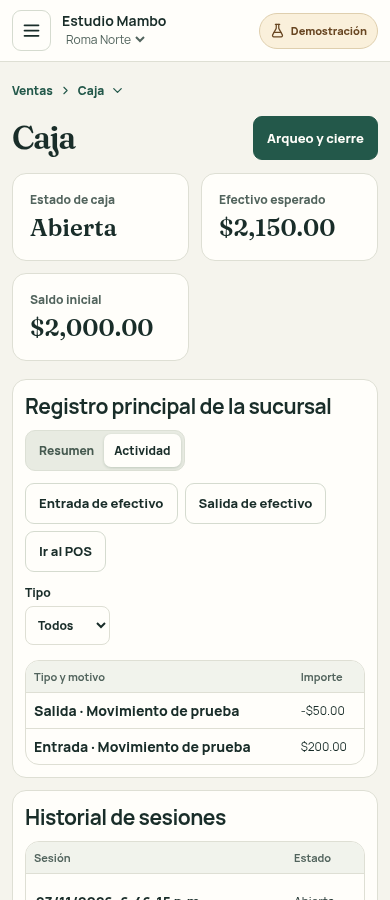 Estudio Mambo
Roma Norte
Demostración
Ventas > Caja
Caja
Arqueo y cierre
Estado de caja
Abierta
Efectivo esperado
$2,150.00
Saldo inicial
$2,000.00
Registro principal de la sucursal
Resumen
Actividad
Entrada de efectivo
Salida de efectivo
Ir al POS
Tipo
Todos
Tipo y motivo Importe
Salida · Movimiento de prueba -$50.00
Entrada · Movimiento de prueba $200.00
Historial de sesiones
Sesión Estado
Abierta